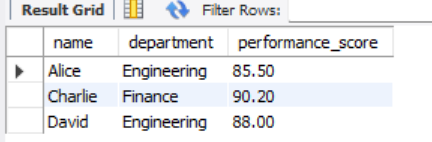 Result Grid Filter Rows:
name department performance_score
Alice Engineering 85.50
Charlie Finance 90.20
David Engineering 88.00